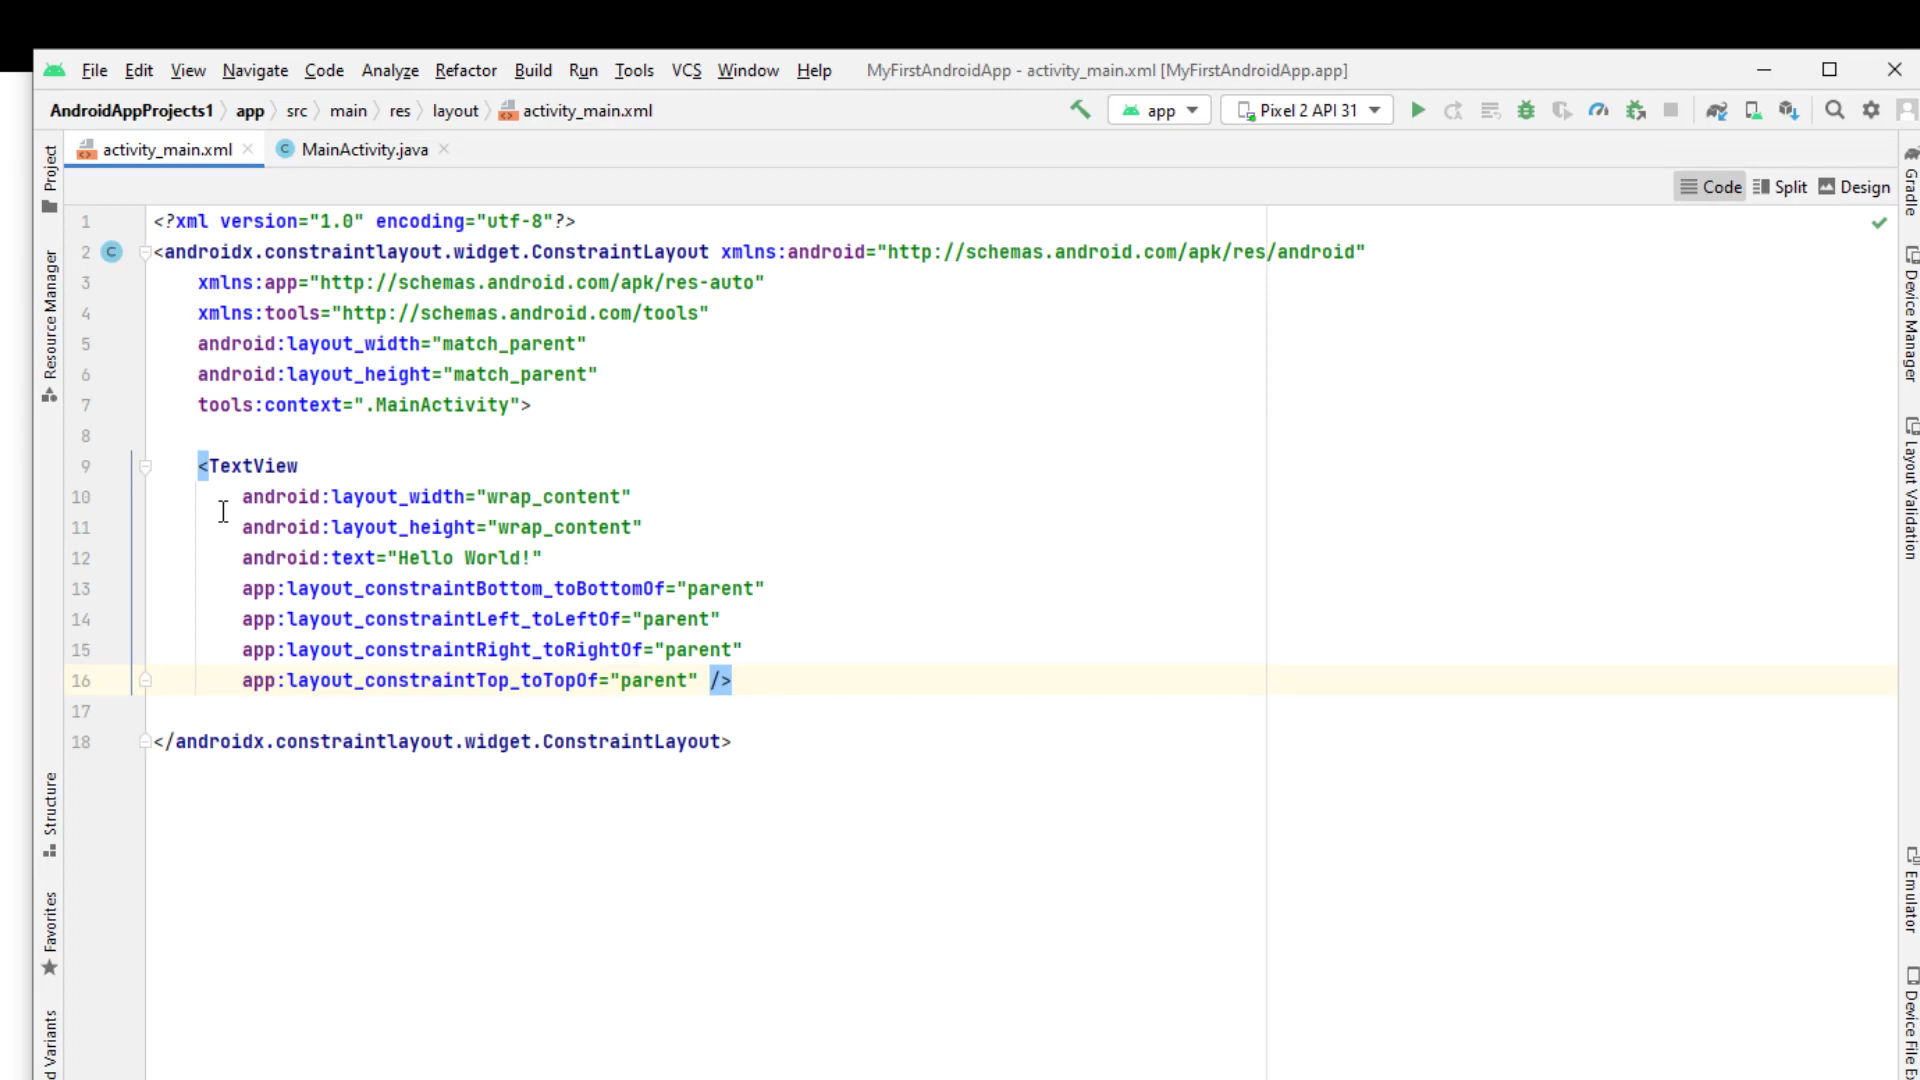 File Edit View Navigate Code Analyze Refactor Build Run Tools VCS Window Help MyFirstAndroidApp - activity_main.xml [MyFirstAndroidApp.app]
AndroidAppProjects1 app src main res layout activity_main.xml app Pixel 2 API 31
activity_main.xml C MainActivity.java
Code Split Design
1 <?xml version="1.0" encoding="utf-8"?>
2 C <androidx.constraintlayout.widget.ConstraintLayout xmlns:android="http://schemas.android.com/apk/res/android"
3 xmlns:app="http://schemas.android.com/apk/res-auto"
4 xmlns:tools="http://schemas.android.com/tools"
5 android:layout_width="match_parent"
6 android:layout_height="match_parent"
7 tools:context=".MainActivity">
8
9 <TextView
10 android:layout_width="wrap_content"
11 android:layout_height="wrap_content"
12 android:text="Hello World!"
13 app:layout_constraintBottom_toBottomOf="parent"
14 app:layout_constraintLeft_toLeftOf="parent"
15 app:layout_constraintRight_toRightOf="parent"
16 app:layout_constraintTop_toTopOf="parent" />
17
18 </androidx.constraintlayout.widget.ConstraintLayout>
Project
Resource Manager
Structure
Favorites
d Variants
Gradle
Device Manager
Layout Validation
Emulator
Device File E